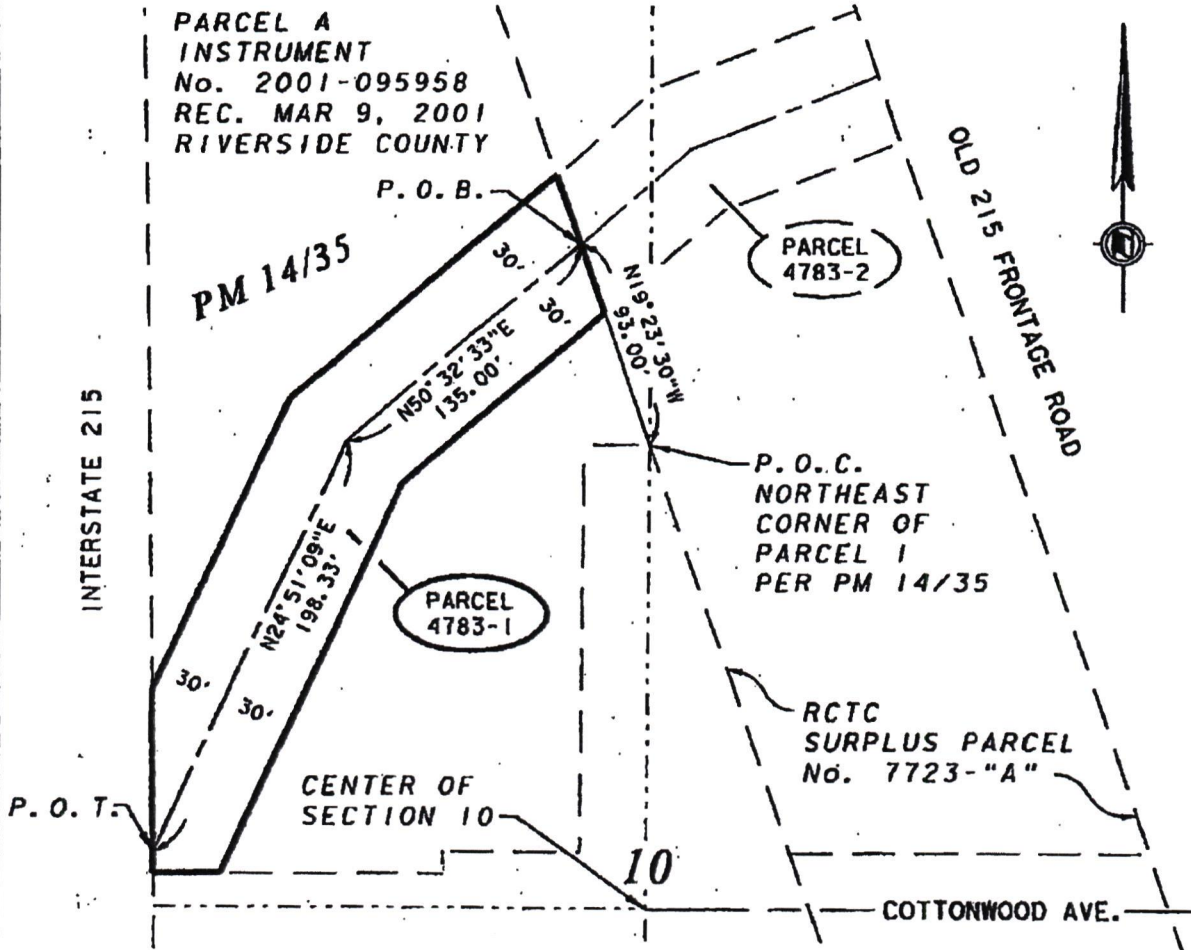 PARCEL A
INSTRUMENT
No. 2001-095958
REC. MAR 9, 2001
RIVERSIDE COUNTY
P.O.B.
PM 14/35
30'
30'
N19°23'30"W
93.00'
PARCEL
4783-2
OLD 215 FRONTAGE ROAD
N50°32'33"E
135.00'
INTERSTATE 215
P.O.C.
NORTHEAST
CORNER OF
PARCEL 1
PER PM 14/35
N24°51'09"E
198.33'
PARCEL
4783-1
30'
30'
RCTC
SURPLUS PARCEL
No. 7723-"A"
P.O.T.
CENTER OF
SECTION 10
10
COTTONWOOD AVE.